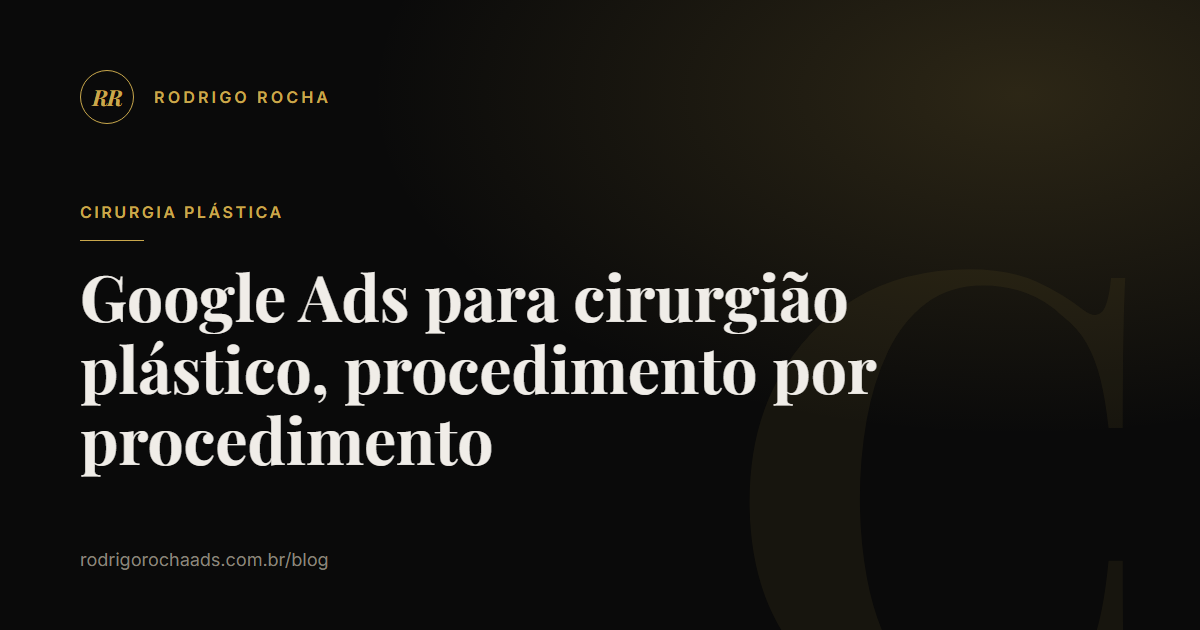 RR
RODRIGO ROCHA
CIRURGIA PLÁSTICA
Google Ads para cirurgião
plástico, procedimento por
procedimento
rodrigorochaads.com.br/blog
C